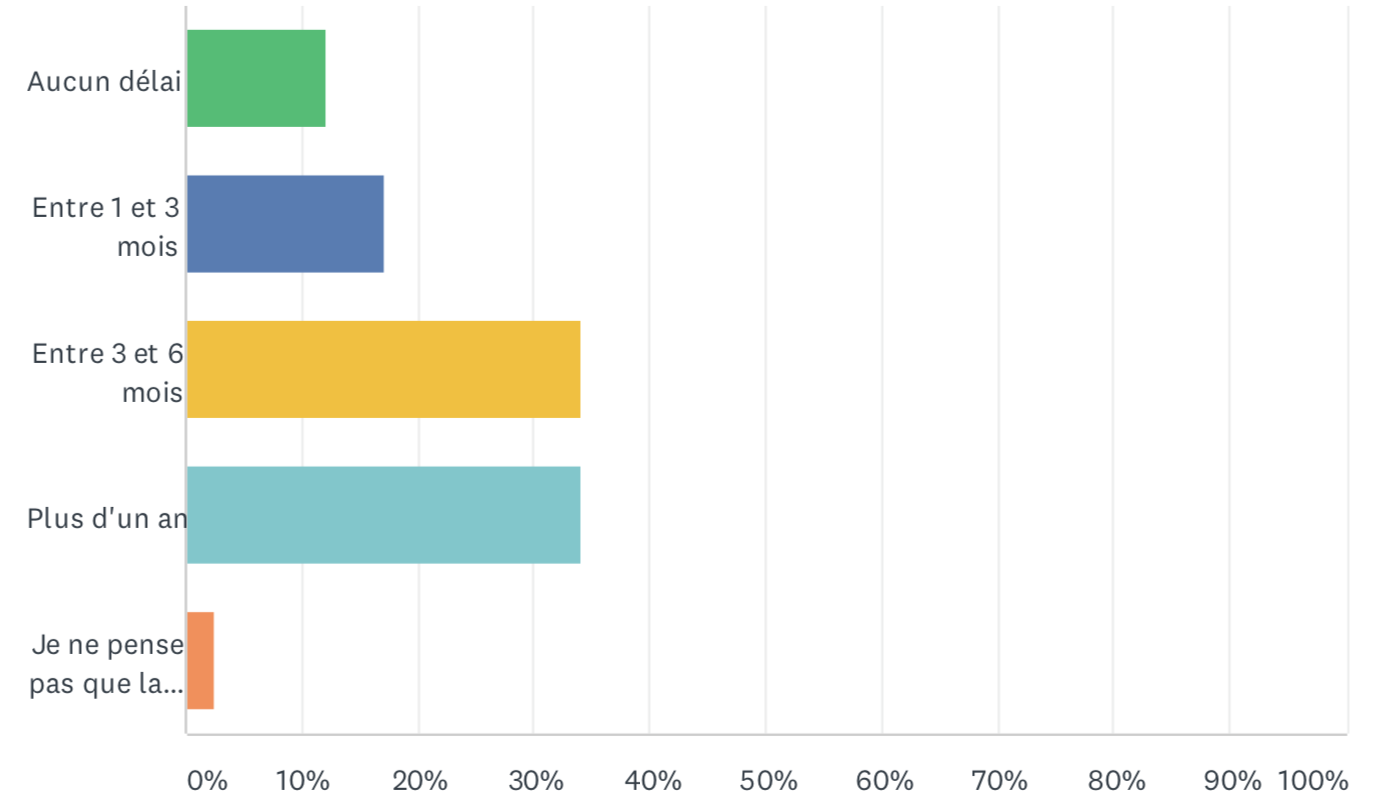 Aucun délai
Entre 1 et 3
mois
Entre 3 et 6
mois
Plus d'un an
Je ne pense
pas que la...
0% 10% 20% 30% 40% 50% 60% 70% 80% 90% 100%